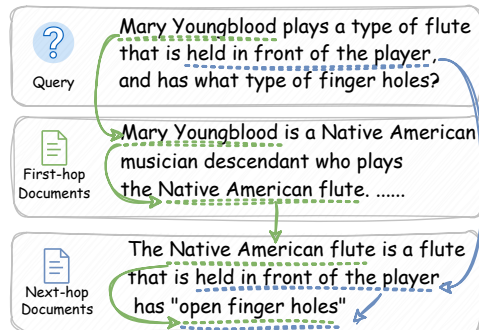 Mary Youngblood plays a type of flute
that is held in front of the player,
and has what type of finger holes?
Query
Mary Youngblood is a Native American
musician descendant who plays
the Native American flute. ......
First-hop
Documents
The Native American flute is a flute
that is held in front of the player
has "open finger holes"
Next-hop
Documents